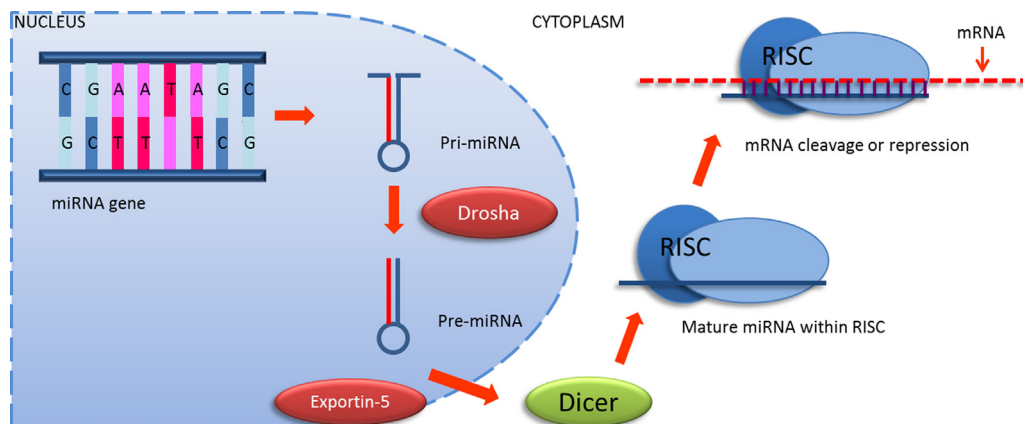 NUCLEUS
CYTOPLASM
C G A A T A G C
G C T T T C G
miRNA gene
Pri-miRNA
Drosha
Pre-miRNA
Exportin-5
Dicer
RISC
Mature miRNA within RISC
RISC
mRNA
mRNA cleavage or repression